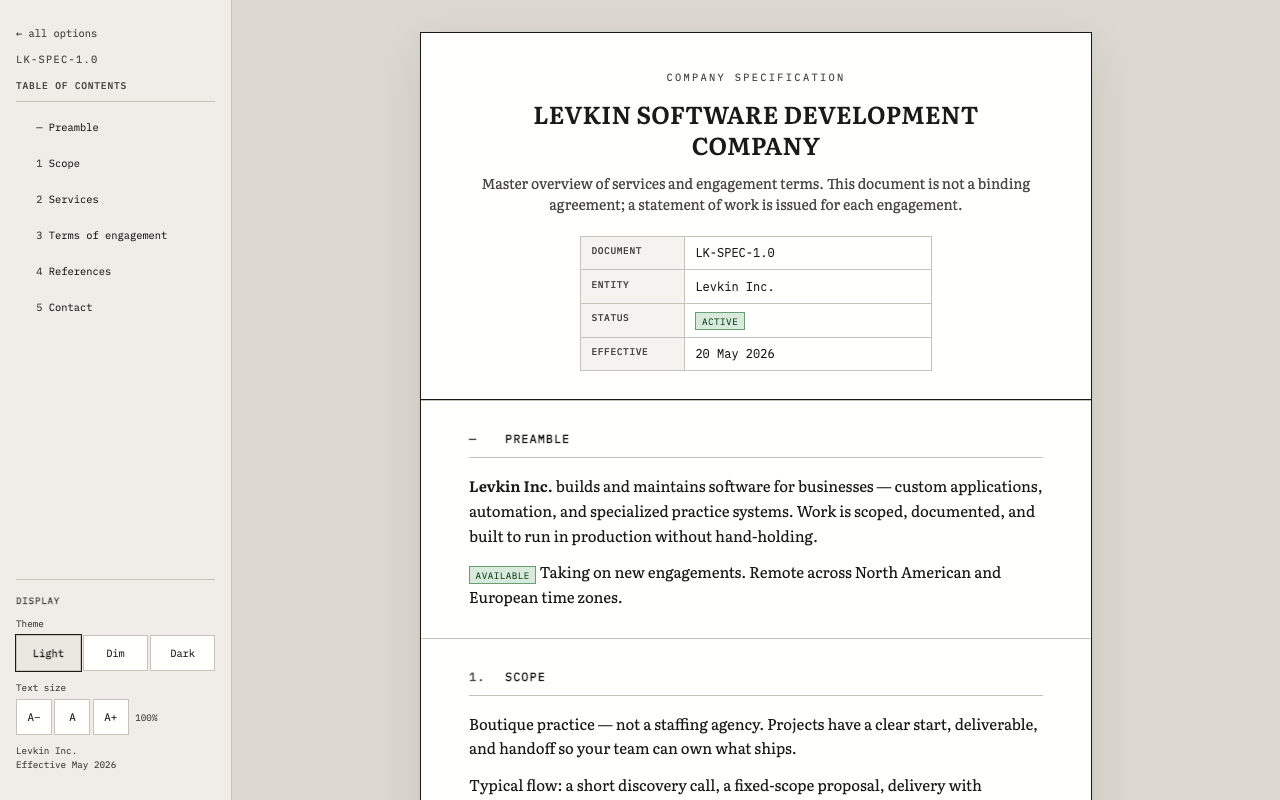 ← all options
LK-SPEC-1.0
TABLE OF CONTENTS
— Preamble
1 Scope
2 Services
3 Terms of engagement
4 References
5 Contact
DISPLAY
Theme
Light Dim Dark
Text size
A− A A+ 100%
Levkin Inc.
Effective May 2026
COMPANY SPECIFICATION
LEVKIN SOFTWARE DEVELOPMENT
COMPANY
Master overview of services and engagement terms. This document is not a binding
agreement; a statement of work is issued for each engagement.
DOCUMENT LK-SPEC-1.0
ENTITY Levkin Inc.
STATUS ACTIVE
EFFECTIVE 20 May 2026
— PREAMBLE
Levkin Inc. builds and maintains software for businesses — custom applications,
automation, and specialized practice systems. Work is scoped, documented, and
built to run in production without hand-holding.
AVAILABLE Taking on new engagements. Remote across North American and
European time zones.
1. SCOPE
Boutique practice — not a staffing agency. Projects have a clear start, deliverable,
and handoff so your team can own what ships.
Typical flow: a short discovery call, a fixed-scope proposal, delivery with